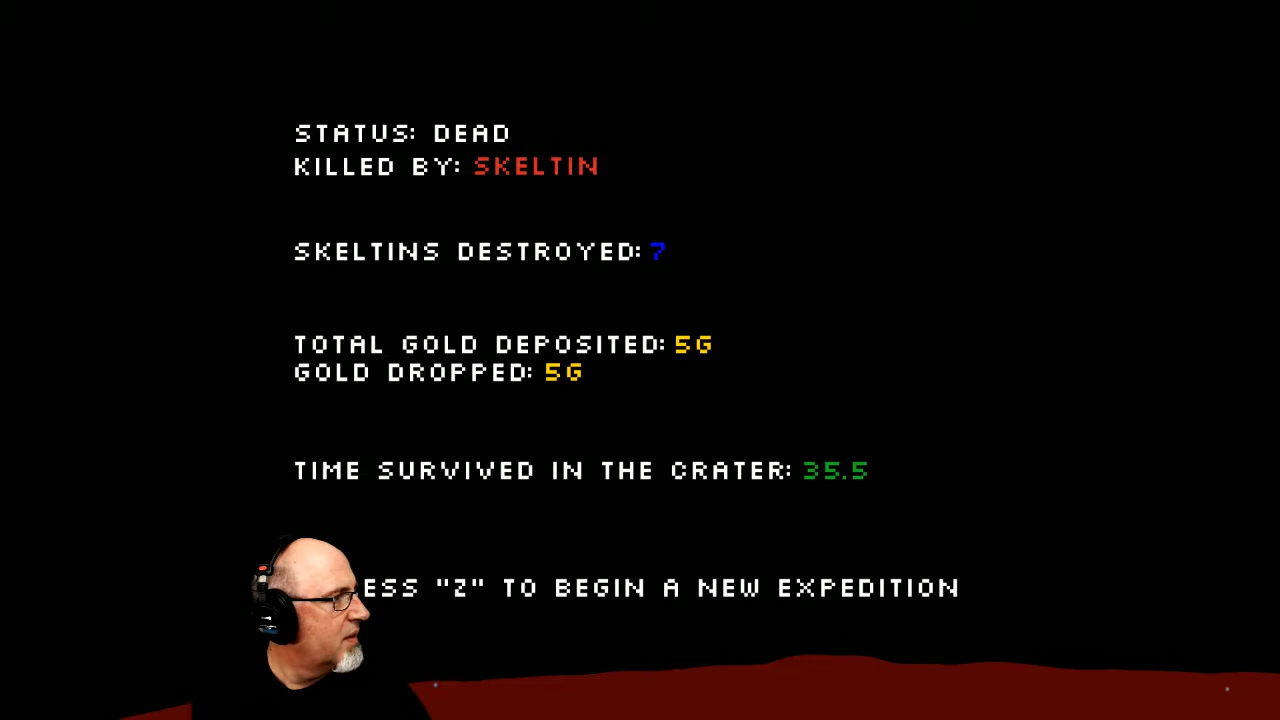 STATUS: DEAD
KILLED BY: SKELTIN
SKELTINS DESTROYED: 7
TOTAL GOLD DEPOSITED: 5G
GOLD DROPPED: 5G
TIME SURVIVED IN THE CRATER: 35.5
ESS "Z" TO BEGIN A NEW EXPEDITION